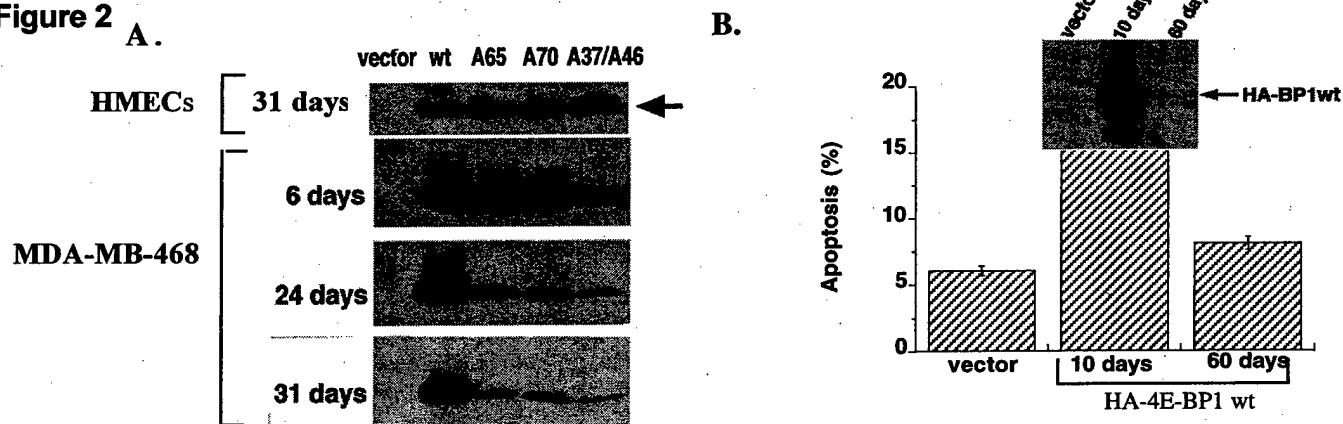 Figure 2
A.
vector wt A65 A70 A37/A46
HMECs 31 days
6 days
MDA-MB-468
24 days
31 days
B.
vector 10 60
HA-BP1wt
20
15
10
5
0
Apoptosis (%)
vector 10 days 60 days
HA-4E-BP1 wt